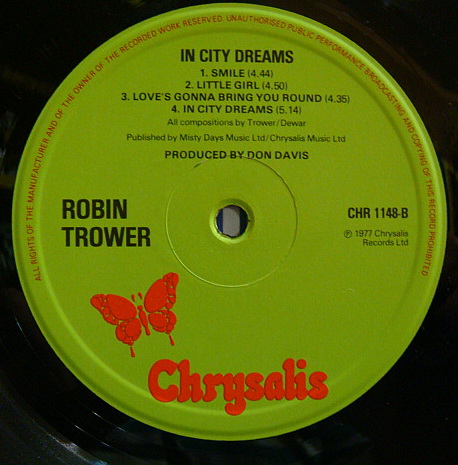 ALL RIGHTS OF THE MANUFACTURER AND OF THE OWNER OF THE RECORDED WORK RESERVED. UNAUTHORISED PUBLIC PERFORMANCE BROADCASTING AND COPYING OF THIS RECORD PROHIBITED
IN CITY DREAMS
1. SMILE (4.44)
2. LITTLE GIRL (4.50)
3. LOVE'S GONNA BRING YOU ROUND (4.35)
4. IN CITY DREAMS (5.14)
All compositions by Trower/Dewar
Published by Misty Days Music Ltd/Chrysalis Music Ltd
PRODUCED BY DON DAVIS
ROBIN
TROWER
CHR 1148-B
℗ 1977 Chrysalis
Records Ltd
Chrysalis